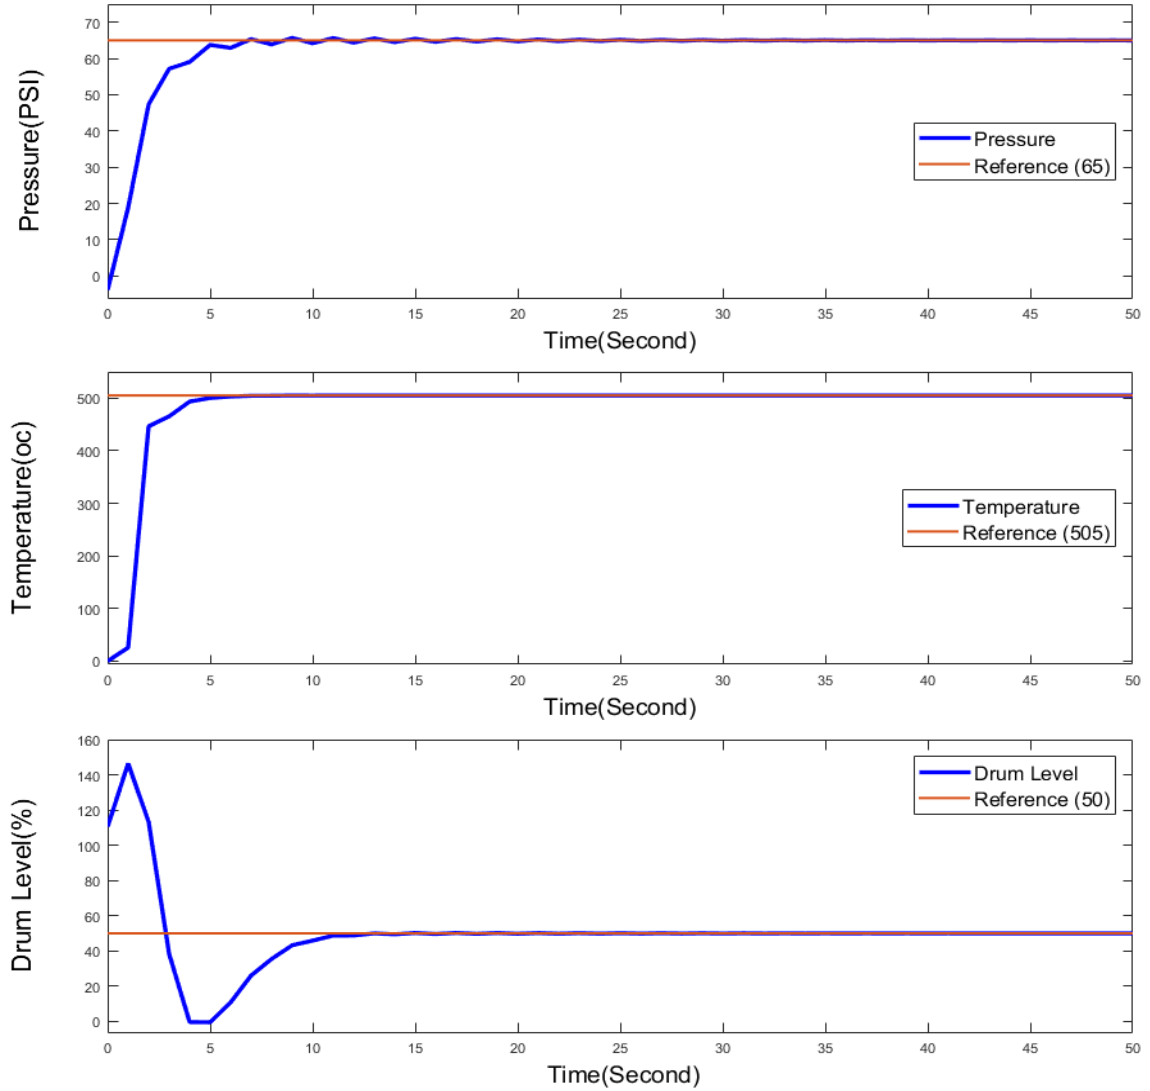 70
60
50
40
30
20
10
0
Pressure(PSI)
Pressure
Reference (65)
0 5 10 15 20 25 30 35 40 45 50
Time(Second)
500
400
300
200
100
0
Temperature(oc)
Temperature
Reference (505)
0 5 10 15 20 25 30 35 40 45 50
Time(Second)
160
140
120
100
80
60
40
20
0
Drum Level(%)
Drum Level
Reference (50)
0 5 10 15 20 25 30 35 40 45 50
Time(Second)